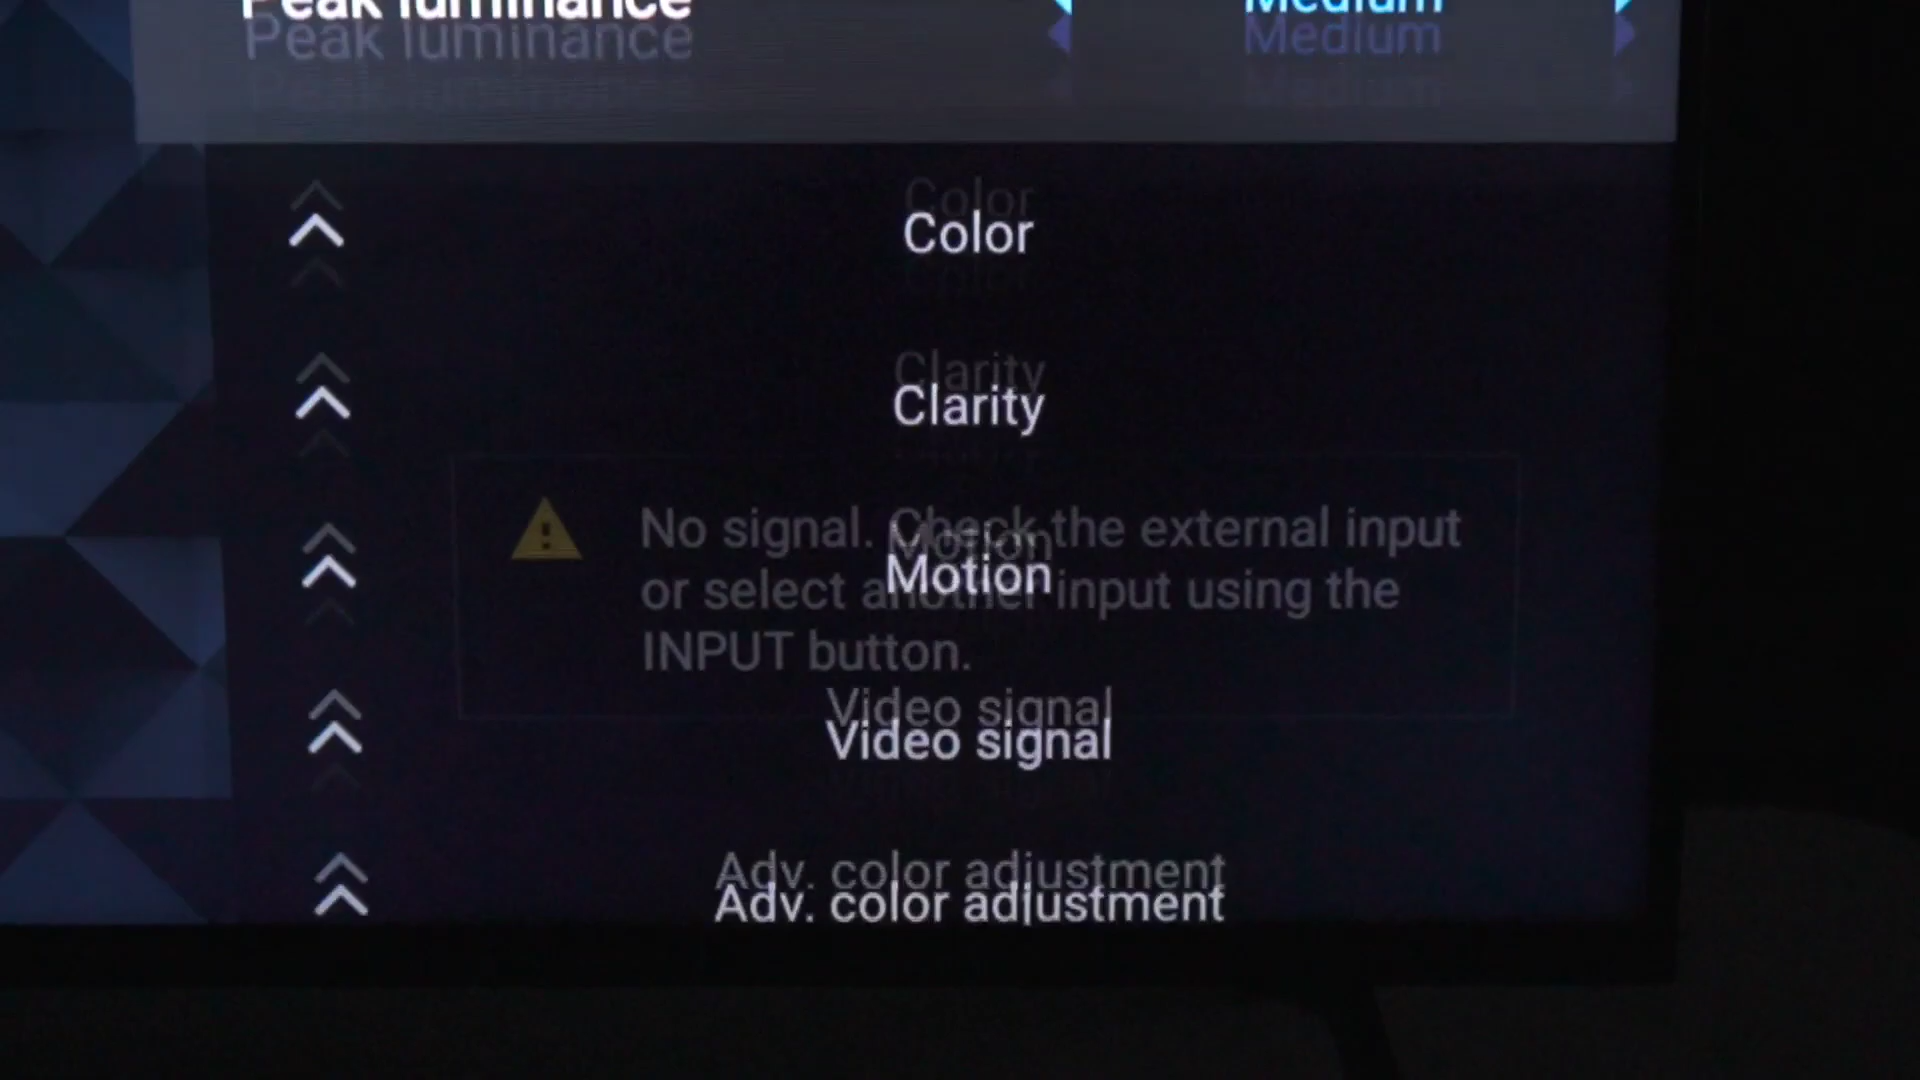 Peak luminance Medium
Color
Clarity
No signal. Check the external input
or select another input using the
INPUT button.
Motion
Video signal
Adv. color adjustment